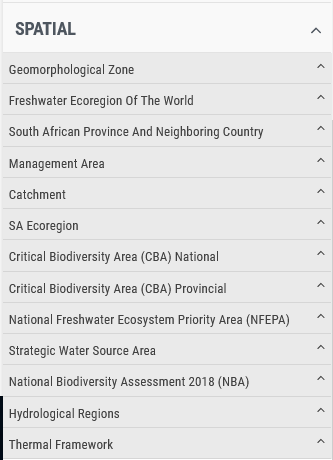 SPATIAL
Geomorphological Zone
Freshwater Ecoregion Of The World
South African Province And Neighboring Country
Management Area
Catchment
SA Ecoregion
Critical Biodiversity Area (CBA) National
Critical Biodiversity Area (CBA) Provincial
National Freshwater Ecosystem Priority Area (NFEPA)
Strategic Water Source Area
National Biodiversity Assessment 2018 (NBA)
Hydrological Regions
Thermal Framework